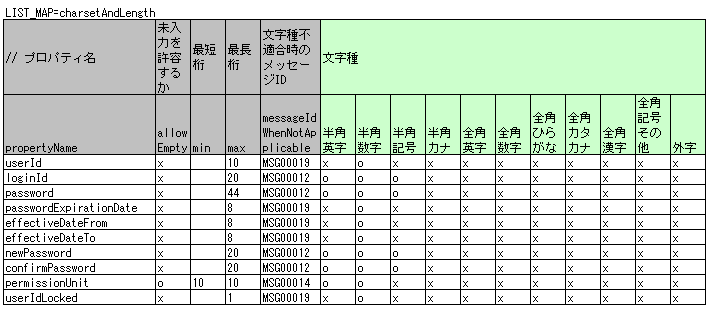 LIST_MAP=charsetAndLength
// プロパティ名 未入力を許容するか 最短桁 最長桁 文字種不適合時のメッセージID 文字種
propertyName allowEmpty min max messageIdWhenNotApplicable 半角英字 半角数字 半角記号 半角カナ 全角英字 全角数字 全角ひらがな 全角カタカナ 全角漢字 全角記号その他 外字
userId x 10 MSG00019 x o x x x x x x x x x
loginId x 20 MSG00012 o o o x x x x x x x x
password x 44 MSG00012 o o o x x x x x x x x
passwordExpirationDate x 8 MSG00019 x o x x x x x x x x x
effectiveDateFrom x 8 MSG00019 x o x x x x x x x x x
effectiveDateTo x 8 MSG00019 x o x x x x x x x x x
newPassword x 20 MSG00012 o o o x x x x x x x x
confirmPassword x 20 MSG00012 o o o x x x x x x x x
permissionUnit o 10 10 MSG00014 o o x x x x x x x x x
userIdLocked x 1 MSG00019 x o x x x x x x x x x